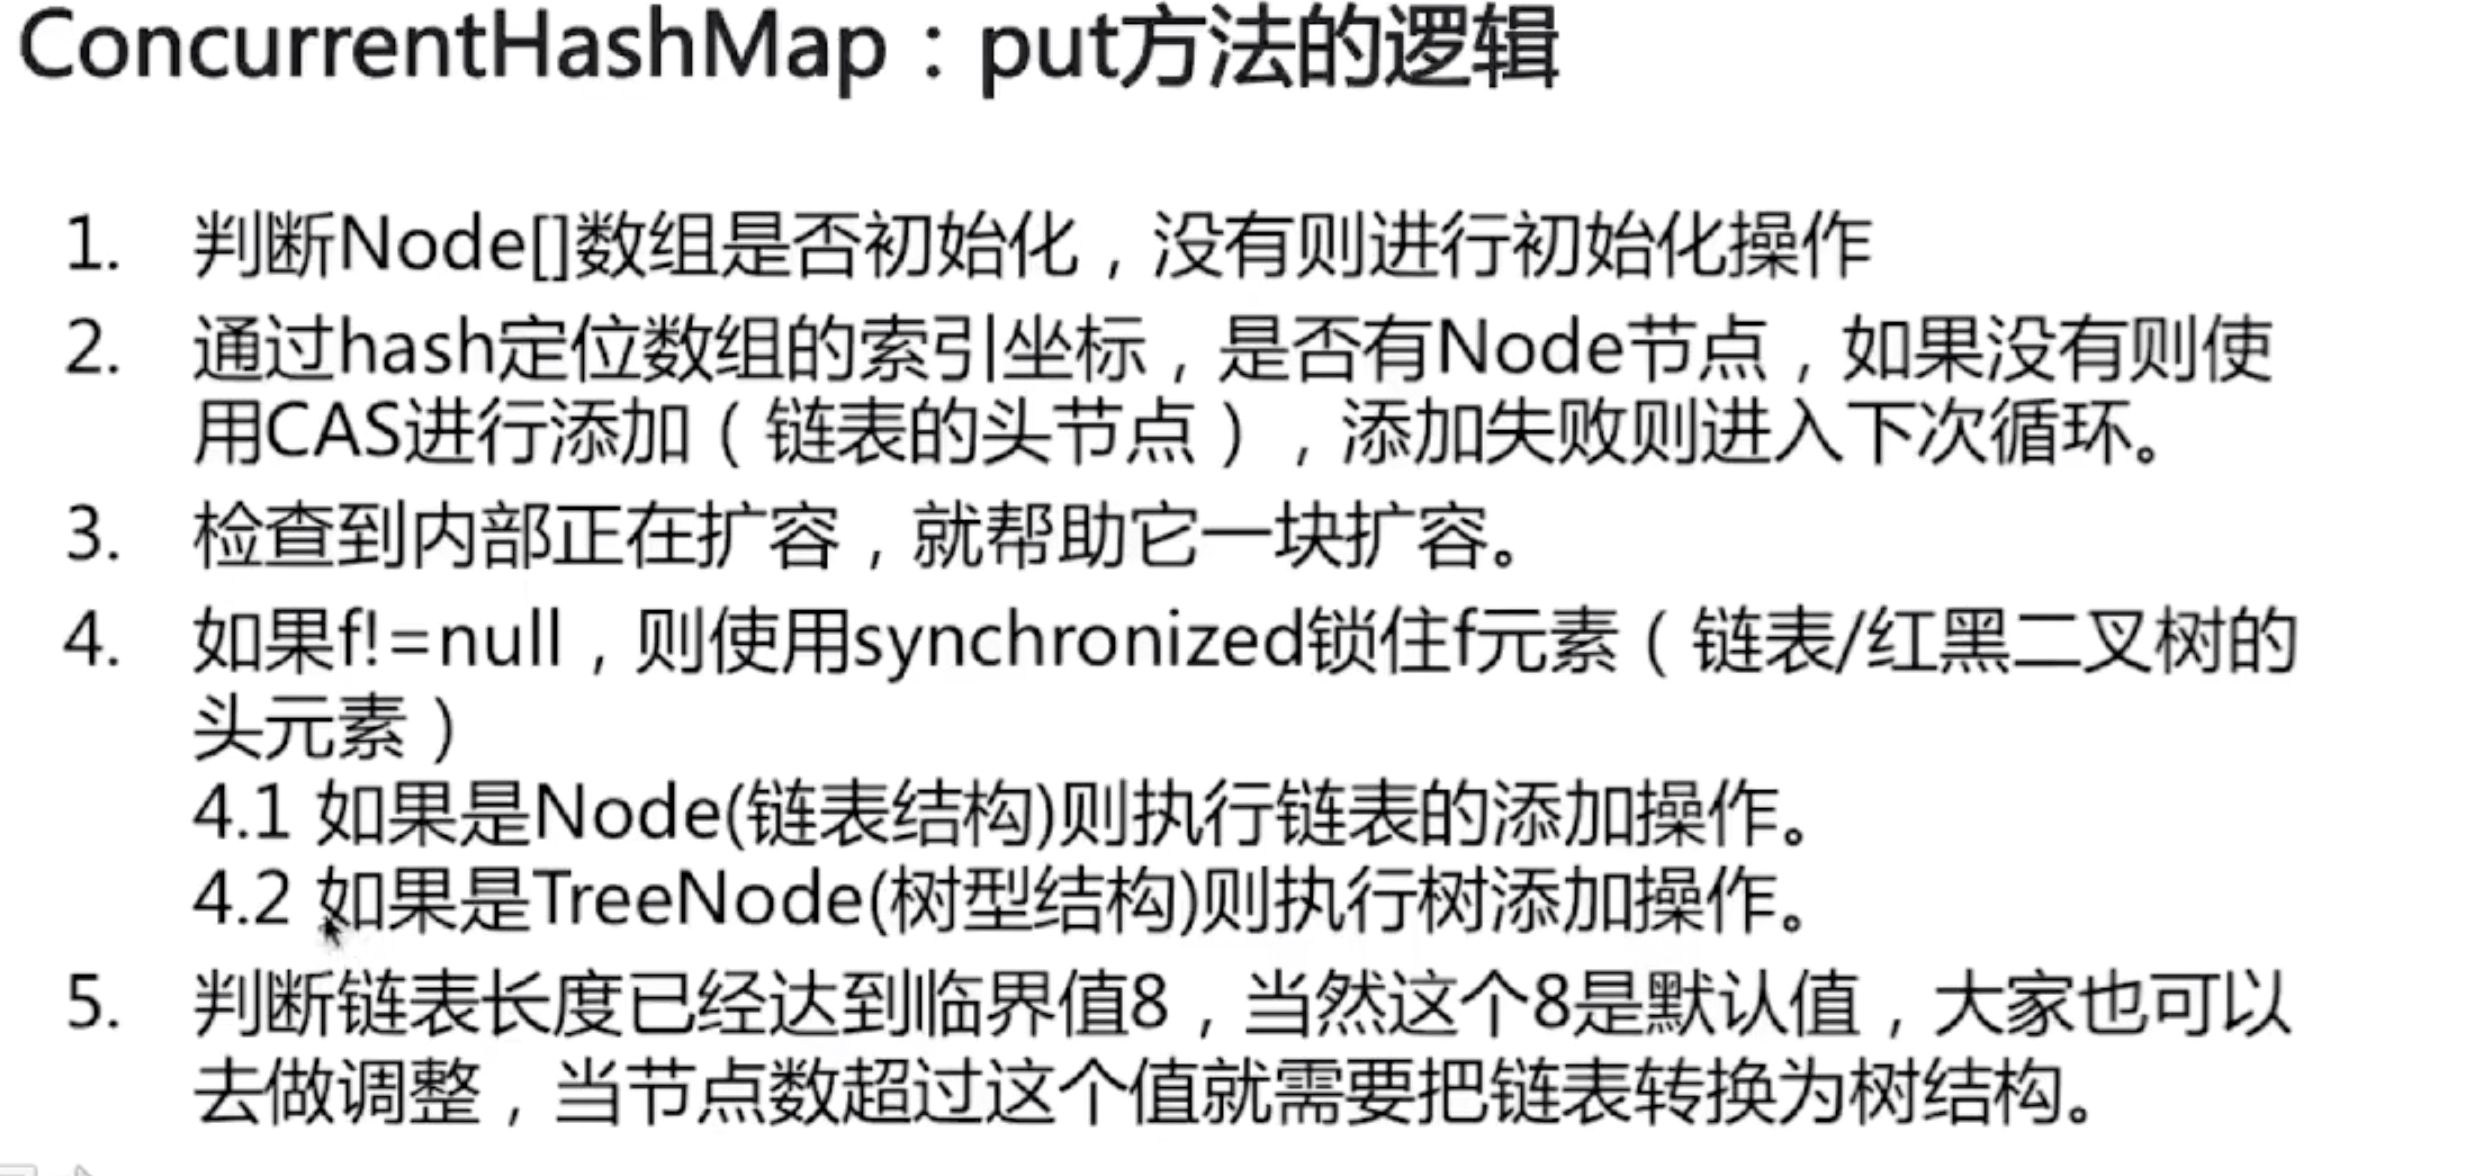 ConcurrentHashMap：put方法的逻辑
1. 判断Node[]数组是否初始化，没有则进行初始化操作
2. 通过hash定位数组的索引坐标，是否有Node节点，如果没有则使
用CAS进行添加（链表的头节点），添加失败则进入下次循环。
3. 检查到内部正在扩容，就帮助它一块扩容。
4. 如果f!=null，则使用synchronized锁住f元素（链表/红黑二叉树的
头元素）
4.1 如果是Node(链表结构)则执行链表的添加操作。
4.2 如果是TreeNode(树型结构)则执行树添加操作。
5. 判断链表长度已经达到临界值8，当然这个8是默认值，大家也可以
去做调整，当节点数超过这个值就需要把链表转换为树结构。